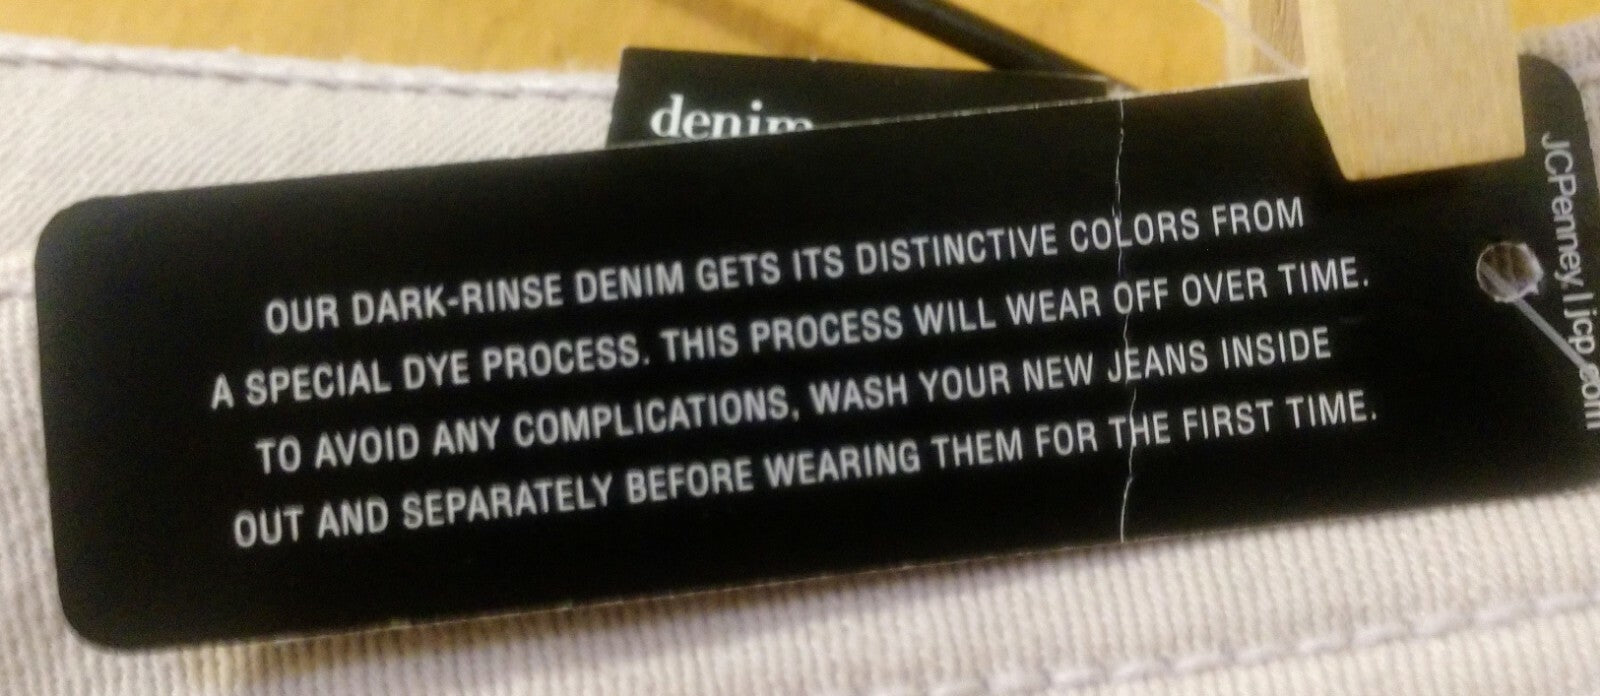 denim
OUR DARK-RINSE DENIM GETS ITS DISTINCTIVE COLORS FROM
A SPECIAL DYE PROCESS. THIS PROCESS WILL WEAR OFF OVER TIME.
TO AVOID ANY COMPLICATIONS, WASH YOUR NEW JEANS INSIDE
OUT AND SEPARATELY BEFORE WEARING THEM FOR THE FIRST TIME.
JCPenney | jcp.com